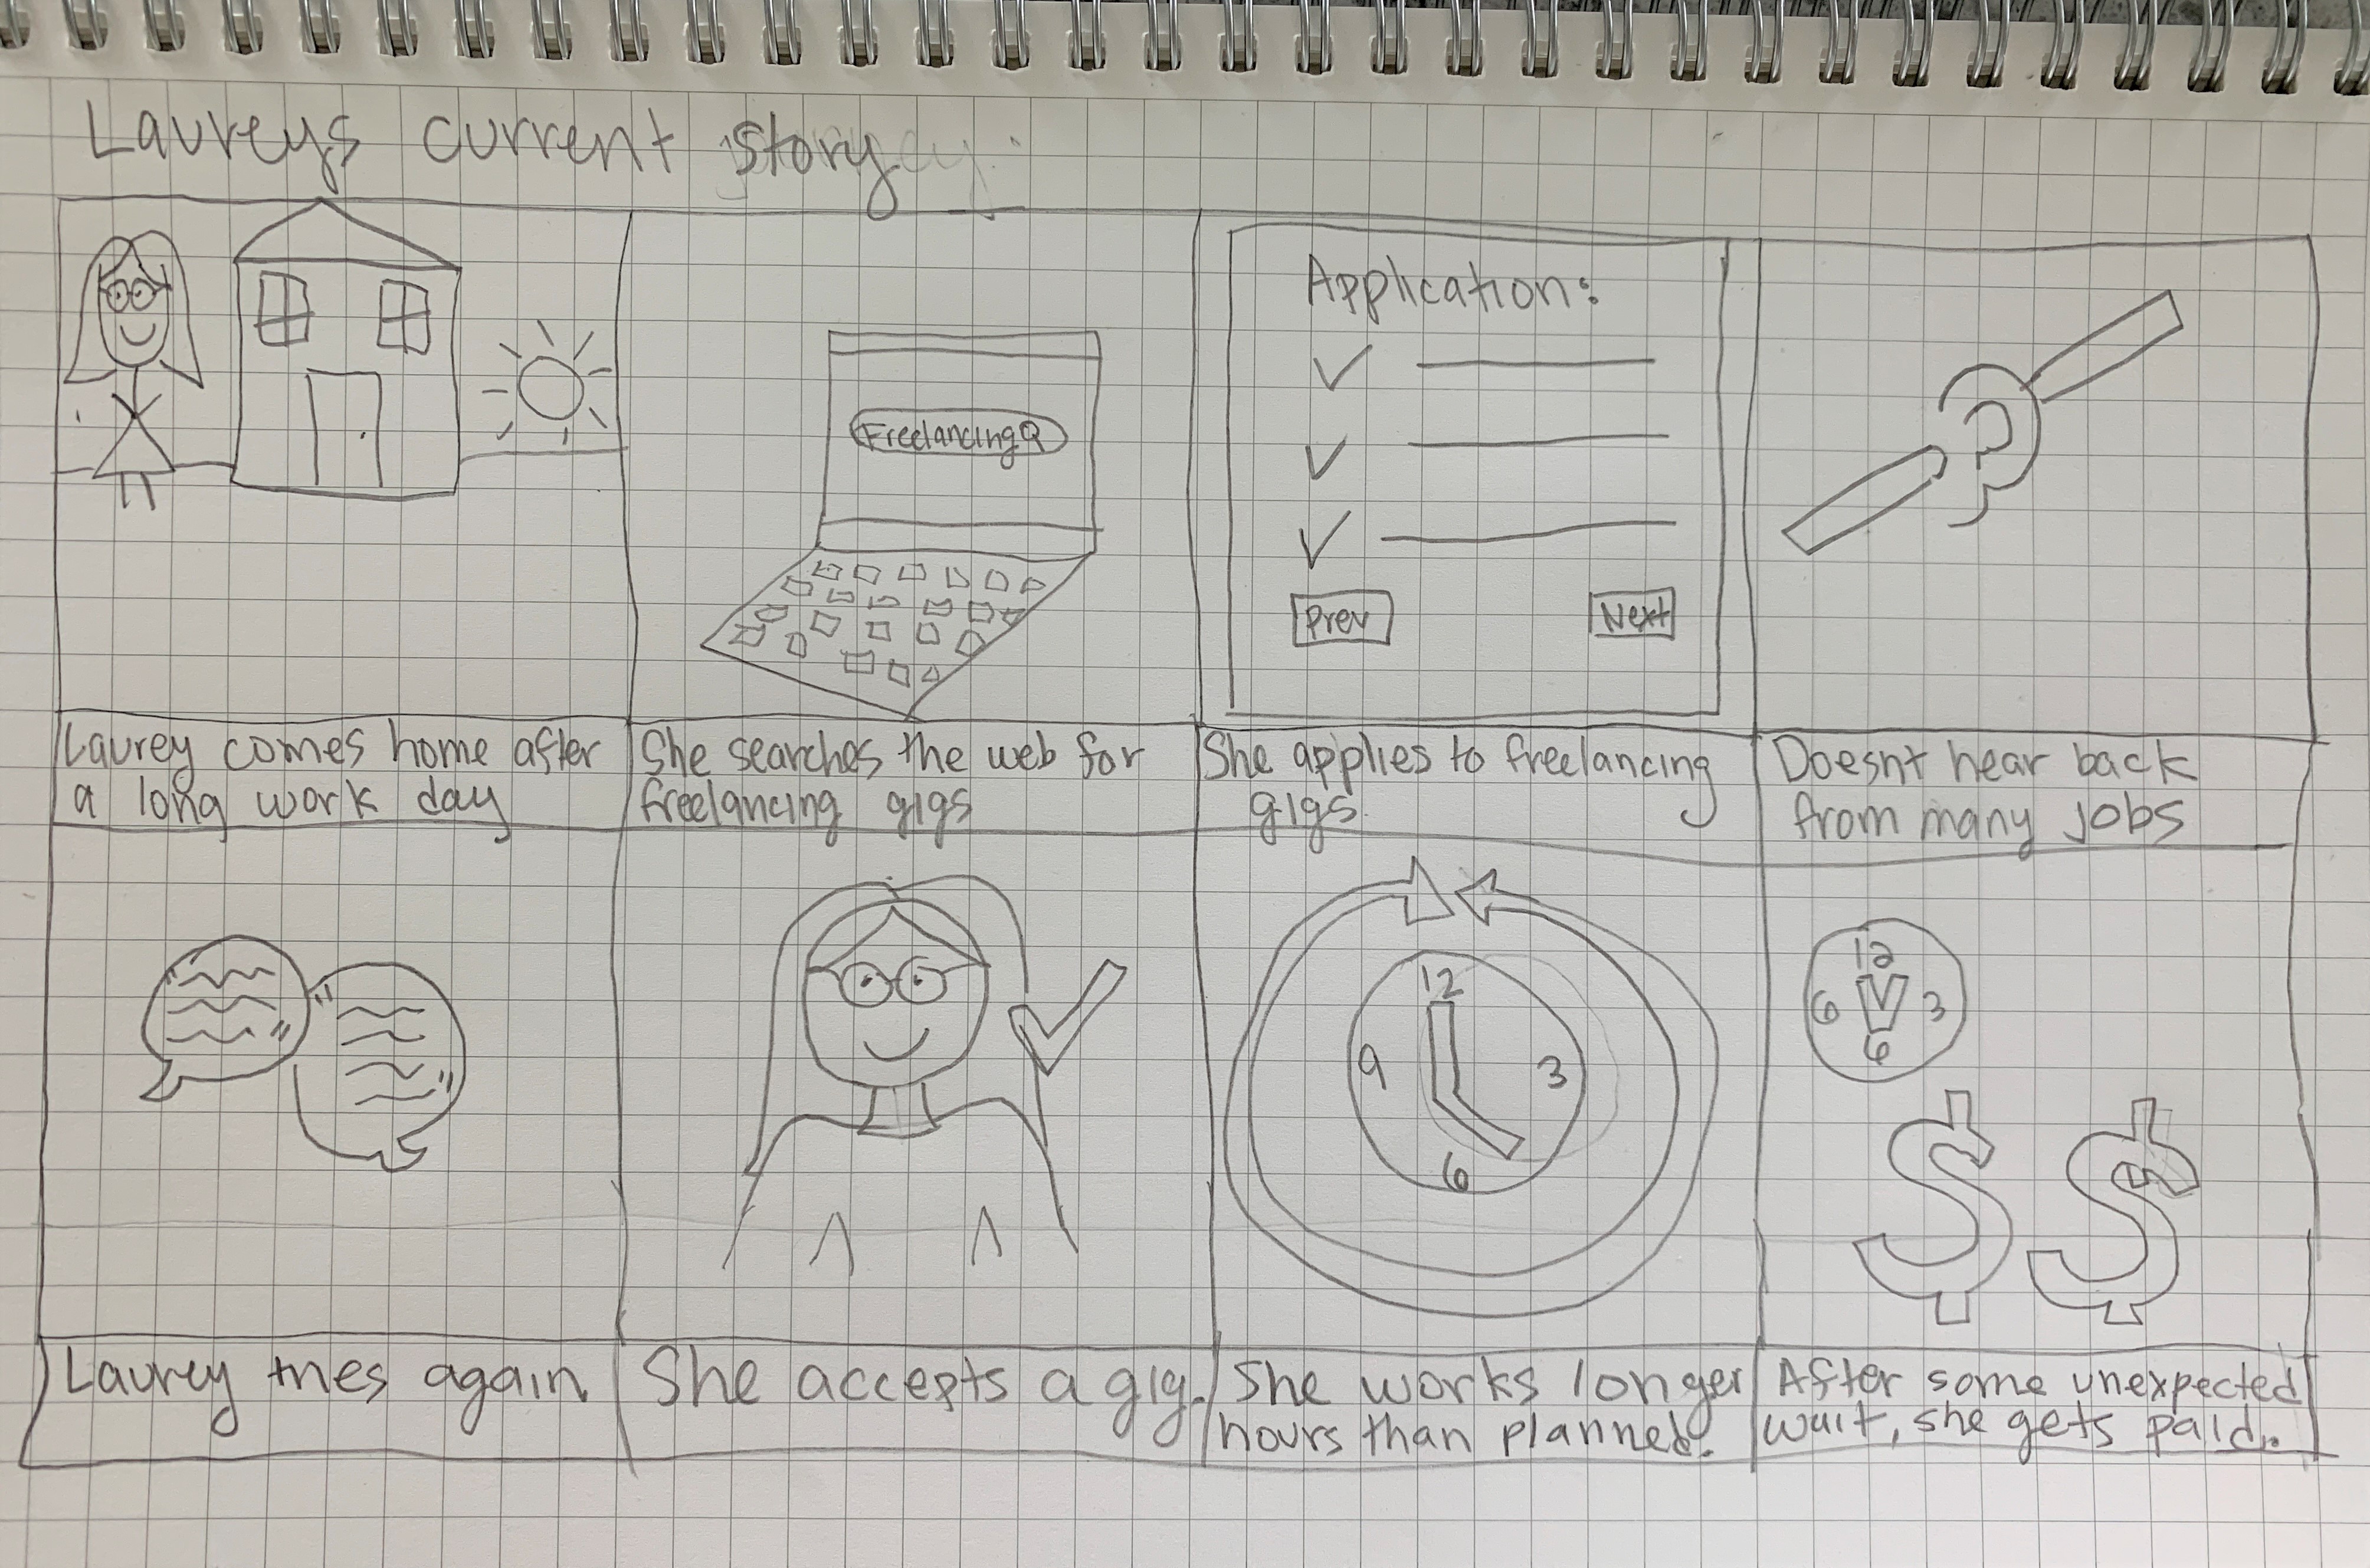 Laureys current story
Freelancing
Application:
Prev
Next
Laurey comes home after
a long work day
She searches the web for
freelancing gigs
She applies to freelancing
gigs.
Doesnt hear back
from many jobs
12
9
3
6
12
6
3
6
Laurey tries again
She accepts a gig.
She works longer
hours than planned.
After some unexpected
wait, she gets paid.